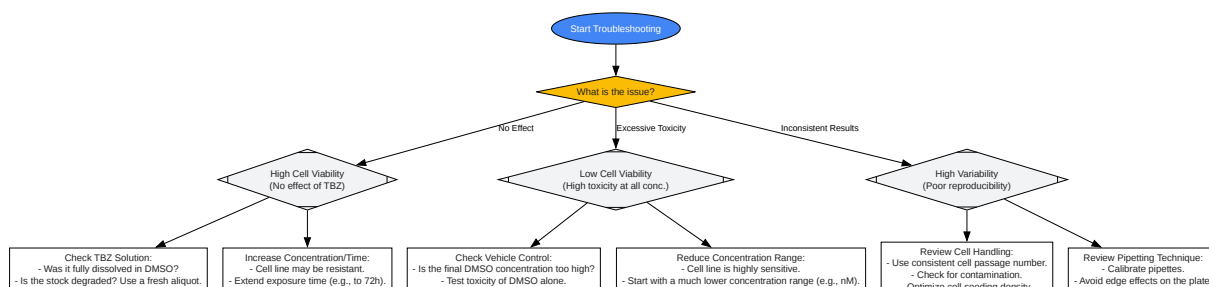 Start Troubleshooting
What is the issue?
No Effect
Excessive Toxicity
Inconsistent Results
High Cell Viability
(No effect of TBZ)
Low Cell Viability
(High toxicity at all conc.)
High Variability
(Poor reproducibility)
Check TBZ Solution:
- Was it fully dissolved in DMSO?
- Is the stock degraded? Use a fresh aliquot.
Increase Concentration/Time:
- Cell line may be resistant.
- Extend exposure time (e.g., to 72h).
Check Vehicle Control:
- Is the final DMSO concentration too high?
- Test toxicity of DMSO alone.
Reduce Concentration Range:
- Cell line is highly sensitive.
- Start with a much lower concentration range (e.g., nM).
Review Cell Handling:
- Use consistent cell passage number.
- Check for contamination.
- Optimize cell seeding density.
Review Pipetting Technique:
- Calibrate pipettes.
- Avoid edge effects on the plate